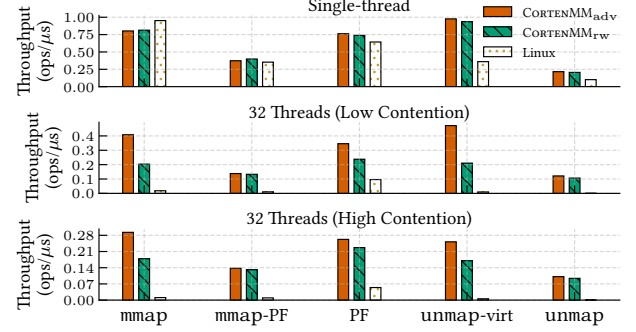 Single-thread
CortenMMadv
CortenMMrw
Linux
Throughput
(ops/μs)
1.00
0.75
0.50
0.25
0.00
32 Threads (Low Contention)
Throughput
(ops/μs)
0.4
0.3
0.2
0.1
0.0
32 Threads (High Contention)
Throughput
(ops/μs)
0.28
0.21
0.14
0.07
0.00
mmap mmap-PF PF unmap-virt unmap